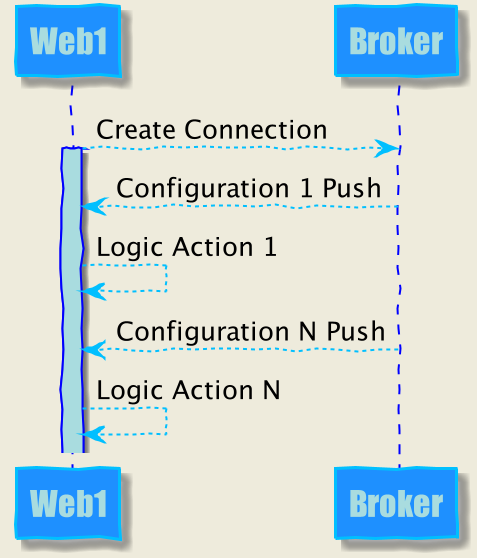 Web1 Broker
Create Connection
Configuration 1 Push
Logic Action 1
Configuration N Push
Logic Action N
Web1 Broker